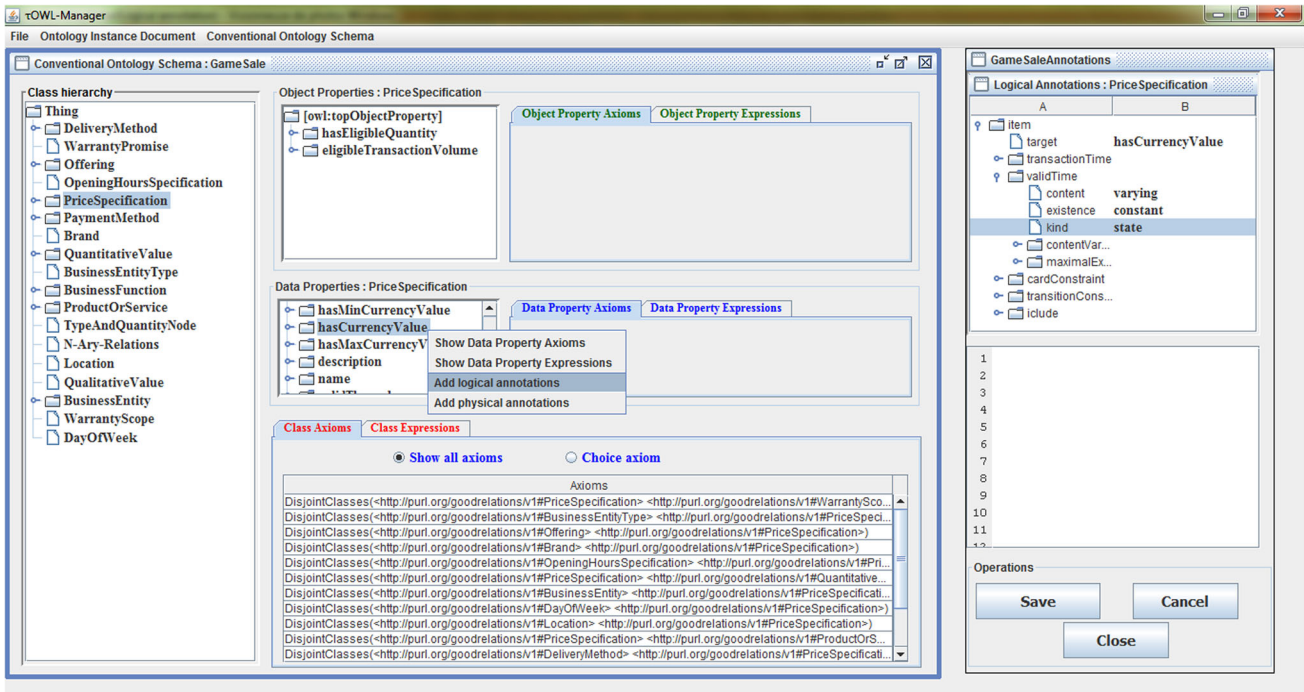 τOWL-Manager
File Ontology Instance Document Conventional Ontology Schema
Conventional Ontology Schema : GameSale
Class hierarchy
Thing
DeliveryMethod
WarrantyPromise
Offering
OpeningHoursSpecification
PriceSpecification
PaymentMethod
Brand
QuantitativeValue
BusinessEntityType
BusinessFunction
ProductOrService
TypeAndQuantityNode
N-Ary-Relations
Location
QualitativeValue
BusinessEntity
WarrantyScope
DayOfWeek
Object Properties : PriceSpecification
[owl:topObjectProperty]
hasEligibleQuantity
eligibleTransactionVolume
Object Property Axioms Object Property Expressions
Data Properties : PriceSpecification
hasMinCurrencyValue
hasCurrencyValue
hasMaxCurrencyV
description
name
Data Property Axioms Data Property Expressions
Show Data Property Axioms
Show Data Property Expressions
Add logical annotations
Add physical annotations
Class Axioms Class Expressions
Show all axioms Choice axiom
Axioms
DisjointClasses(<http://purl.org/goodrelations/v1#PriceSpecification> <http://purl.org/goodrelations/v1#WarrantySco...
DisjointClasses(<http://purl.org/goodrelations/v1#BusinessEntityType> <http://purl.org/goodrelations/v1#PriceSpeci...
DisjointClasses(<http://purl.org/goodrelations/v1#Offering> <http://purl.org/goodrelations/v1#PriceSpecification>)
DisjointClasses(<http://purl.org/goodrelations/v1#Brand> <http://purl.org/goodrelations/v1#PriceSpecification>)
DisjointClasses(<http://purl.org/goodrelations/v1#OpeningHoursSpecification> <http://purl.org/goodrelations/v1#Pri...
DisjointClasses(<http://purl.org/goodrelations/v1#PriceSpecification> <http://purl.org/goodrelations/v1#Quantitative...
DisjointClasses(<http://purl.org/goodrelations/v1#BusinessEntity> <http://purl.org/goodrelations/v1#PriceSpecificati...
DisjointClasses(<http://purl.org/goodrelations/v1#DayOfWeek> <http://purl.org/goodrelations/v1#PriceSpecification>)
DisjointClasses(<http://purl.org/goodrelations/v1#Location> <http://purl.org/goodrelations/v1#PriceSpecification>)
DisjointClasses(<http://purl.org/goodrelations/v1#PriceSpecification> <http://purl.org/goodrelations/v1#ProductOrS...
DisjointClasses(<http://purl.org/goodrelations/v1#DeliveryMethod> <http://purl.org/goodrelations/v1#PriceSpecificati...
GameSaleAnnotations
Logical Annotations : PriceSpecification
A B
item
target hasCurrencyValue
transactionTime
validTime
content varying
existence constant
kind state
contentVar...
maximalEx...
cardConstraint
transitionCons...
iclude
1
2
3
4
5
6
7
8
9
10
11
Operations
Save Cancel
Close